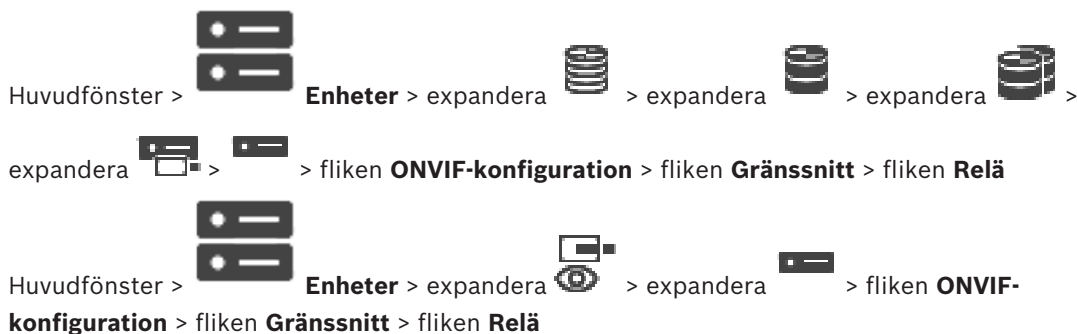 Huvudfönster > Enheter > expandera > expandera > expandera >
expandera > > fliken ONVIF-konfiguration > fliken Gränssnitt > fliken Relä
Huvudfönster > Enheter > expandera > expandera > fliken ONVIF-
konfiguration > fliken Gränssnitt > fliken Relä